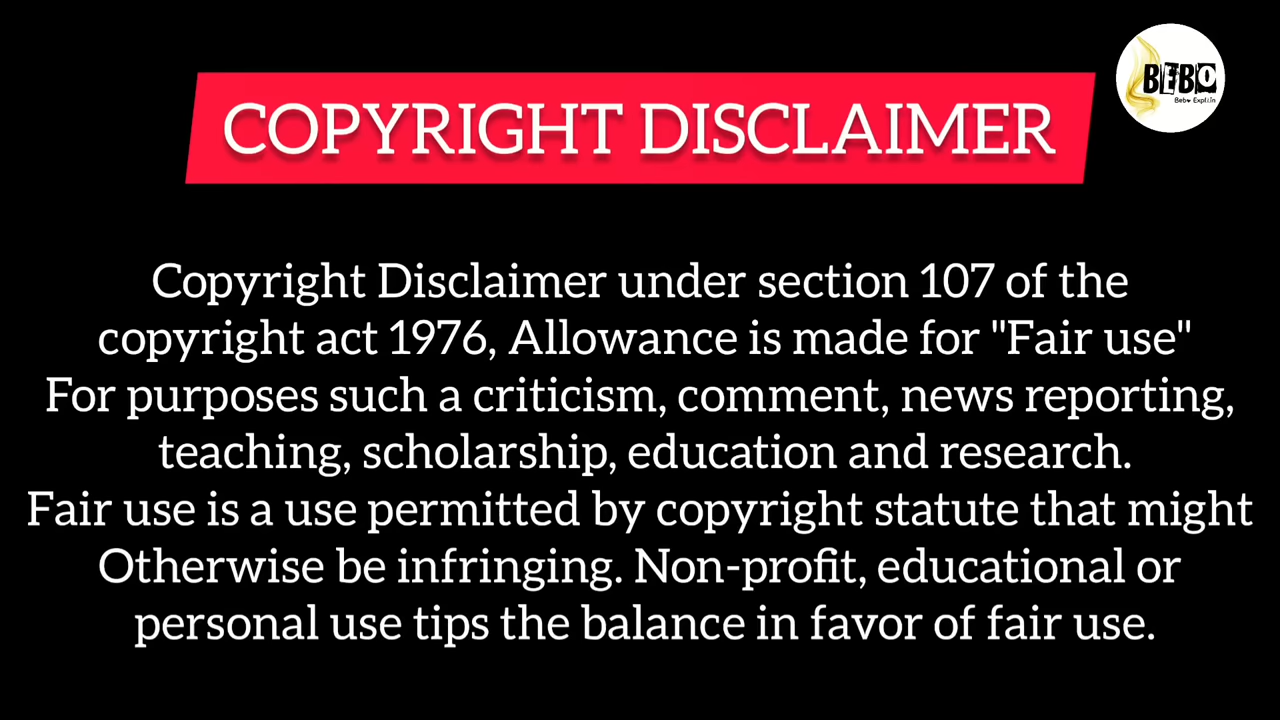 COPYRIGHT DISCLAIMER
BEBO
Bebo Explain
Copyright Disclaimer under section 107 of the
copyright act 1976, Allowance is made for "Fair use"
For purposes such a criticism, comment, news reporting,
teaching, scholarship, education and research.
Fair use is a use permitted by copyright statute that might
Otherwise be infringing. Non-profit, educational or
personal use tips the balance in favor of fair use.